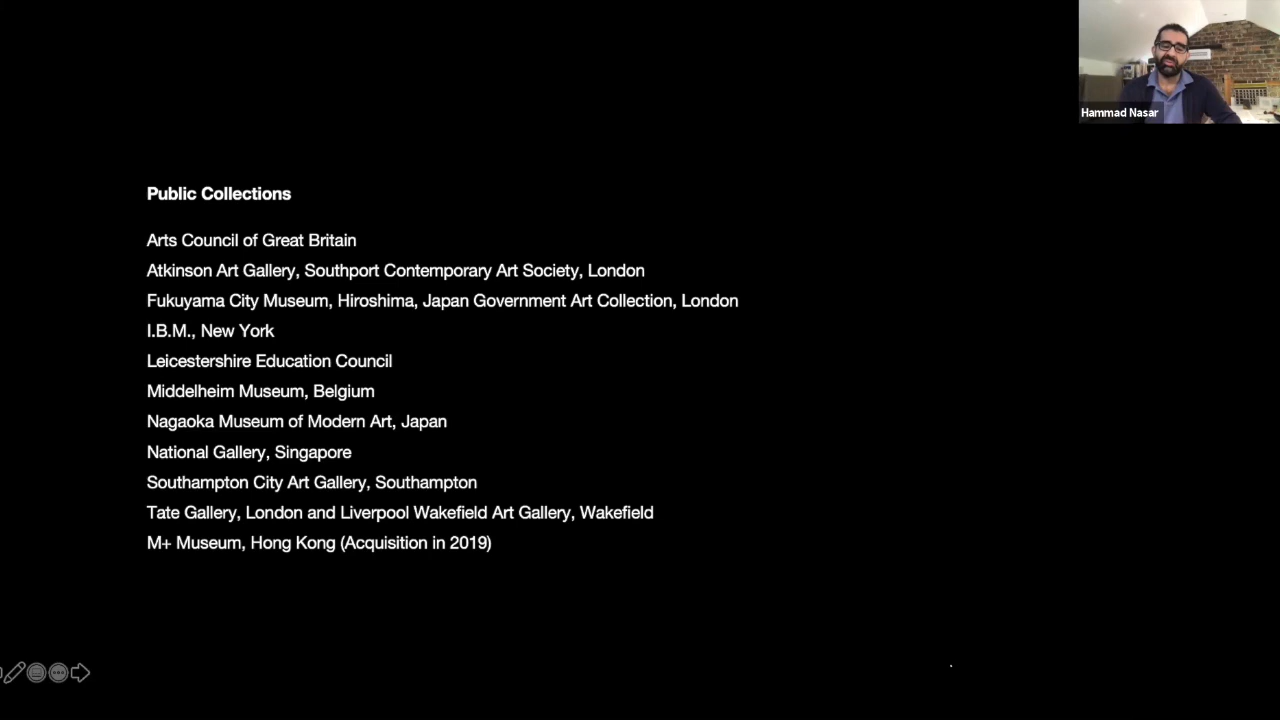 Hammad Nasar
Public Collections
Arts Council of Great Britain
Atkinson Art Gallery, Southport Contemporary Art Society, London
Fukuyama City Museum, Hiroshima, Japan Government Art Collection, London
I.B.M., New York
Leicestershire Education Council
Middelheim Museum, Belgium
Nagaoka Museum of Modern Art, Japan
National Gallery, Singapore
Southampton City Art Gallery, Southampton
Tate Gallery, London and Liverpool Wakefield Art Gallery, Wakefield
M+ Museum, Hong Kong (Acquisition in 2019)